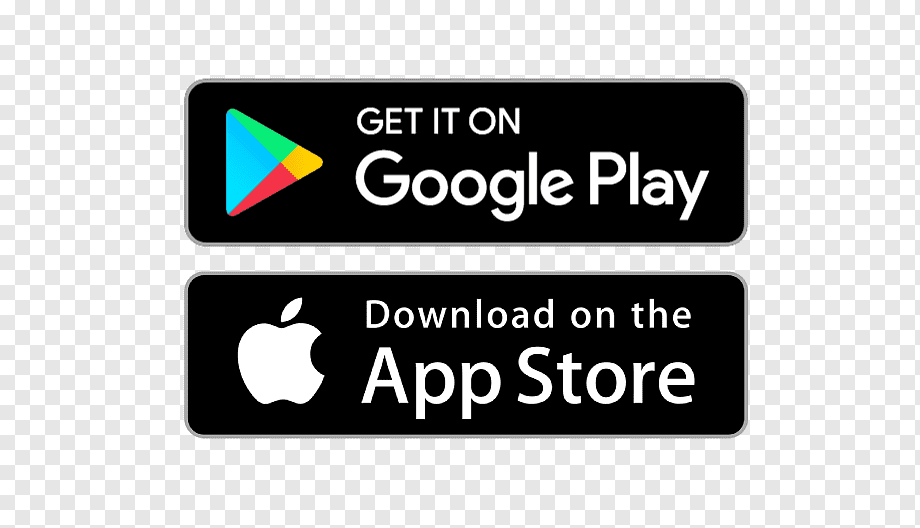 GET IT ON
Google Play
Download on the
App Store